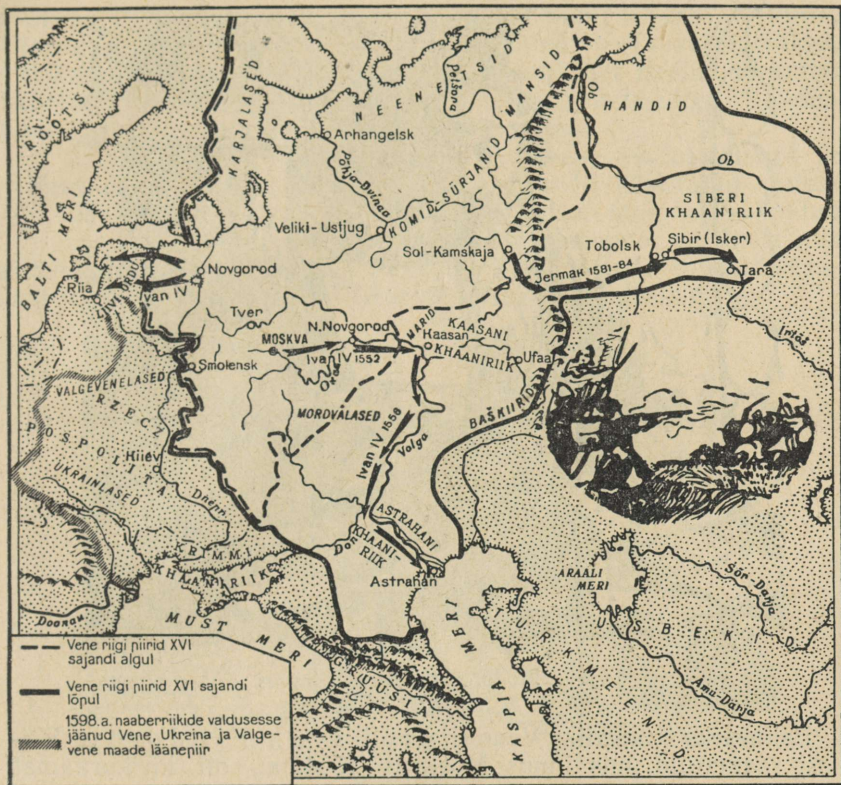 ROOTSI
BALTI MERI
KARJALASED
NEENETSID
Petšora
MANSID
Ob
HANDID
Arhangelsk
Põhja-Dvinaa
KOMID-SÜRJANID
Veliki-Ustjug
Sol-Kamskaja
Ob
SIBERI
KHAANIRIIK
Tobolsk
Sibir (Isker)
Jermak 1581-84
Tara
Irtõš
Novgorod
Riia
LIIVI ORDU
Ivan IV
Tver
MOSKVA
N.Novgorod
Ivan IV 1552
Oka
MARID
KAASANI
Kaasan
KHAANIRIIK
Ufaa
Smolensk
VALGEVENELASED
RZECZ
POSPOLITA
MORDVALASED
BAŠKIIRID
Ivan IV 1556
Volga
Kiiev
UKRAINLASED
Dnepr
ASTRAHANI
KHAANI-
RIIK
Don
Astrahan
KRIMMI
KHAANIRIIK
Doonau
MUST MERI
GRUUSIA
KASPIA MERI
ARAALI
MERI
Sõr-Darja
USBEKID
TURKMEENID
Amu-Darja
Vene riigi piirid XVI
sajandi algul
Vene riigi piirid XVI sajandi
lõpul
1598.a. naaberriikide valdusesse
jäänud Vene, Ukraina ja Valge-
vene maade läänepiir